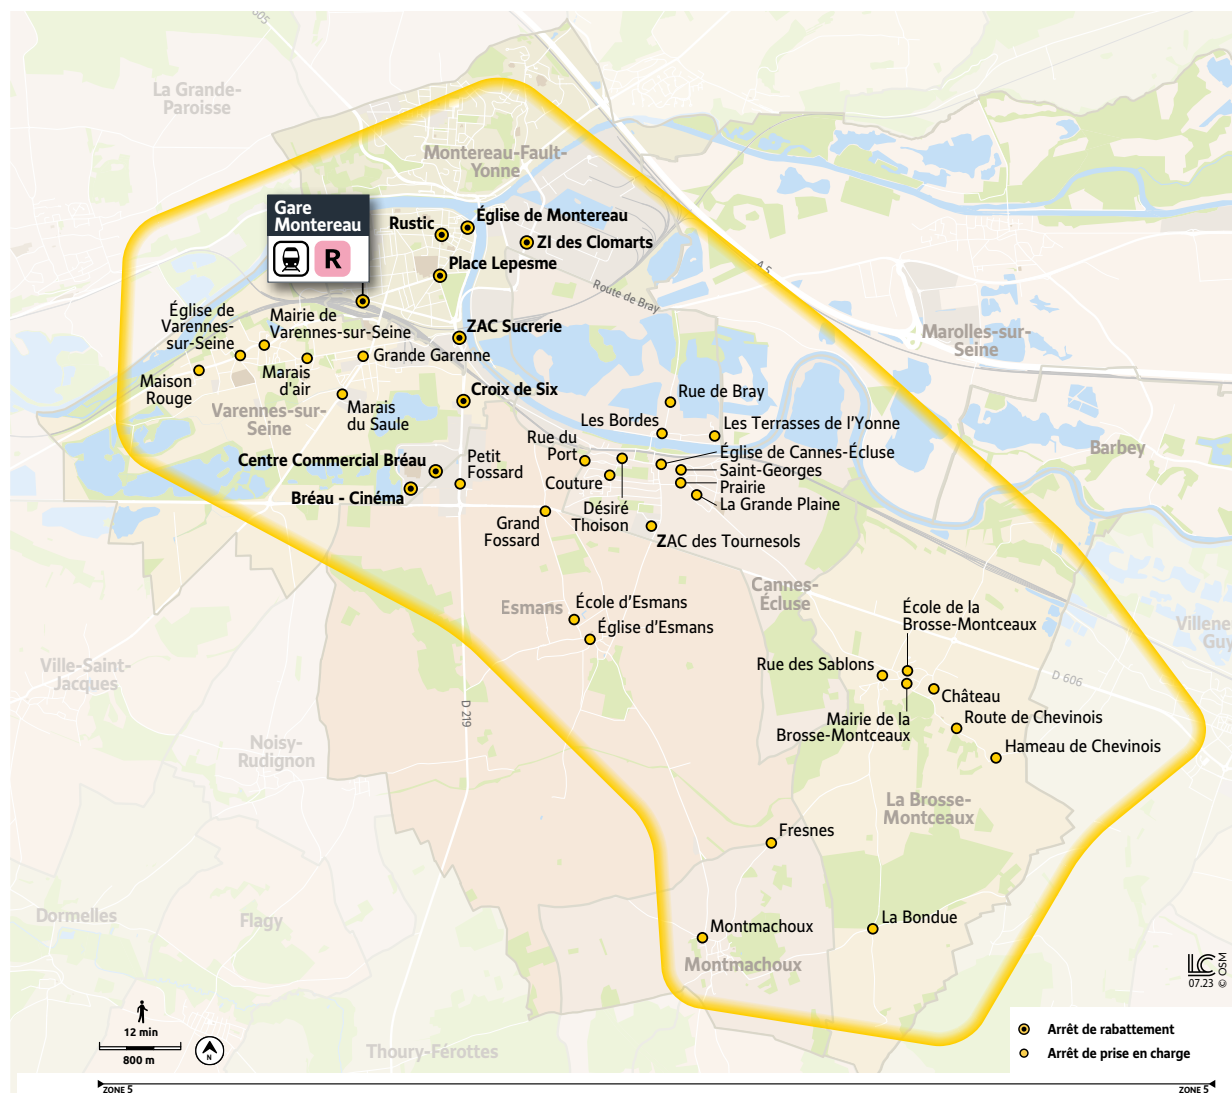 605
La Grande-
Paroisse
Montereau-Fault-
Yonne
Gare
Montereau
R
Rustic
Église de Montereau
ZI des Clomarts
Place Lepesme
A 5
Route de Bray
Église de
Varennes-
sur-Seine
Mairie de
Varennes-sur-Seine
ZAC Sucrerie
Marolles-sur-
Seine
Grande Garenne
Maison
Rouge
Marais
d'air
Croix de Six
Rue de Bray
Varennes-sur-
Seine
Marais
du Saule
Les Bordes
Les Terrasses de l'Yonne
Barbey
Rue du
Port
Église de Cannes-Écluse
Centre Commercial Bréau
Petit
Fossard
Saint-Georges
Couture
Prairie
Bréau - Cinéma
La Grande Plaine
Désiré
Thoison
Grand
Fossard
ZAC des Tournesols
Cannes-
Écluse
Esmans
École d'Esmans
Église d'Esmans
École de la
Brosse-Montceaux
Villene
Guy
Ville-Saint-
Jacques
Rue des Sablons
D 606
Château
D 219
Mairie de la
Brosse-Montceaux
Route de Chevinois
Noisy-
Rudignon
Hameau de Chevinois
La Brosse-
Montceaux
Fresnes
Dormelles
Flagy
La Bondue
Montmachoux
Montmachoux
LC
07.23
© OSM
12 min
800 m
N
Thoury-Férottes
Arrêt de rabattement
Arrêt de prise en charge
ZONE 5
ZONE 5